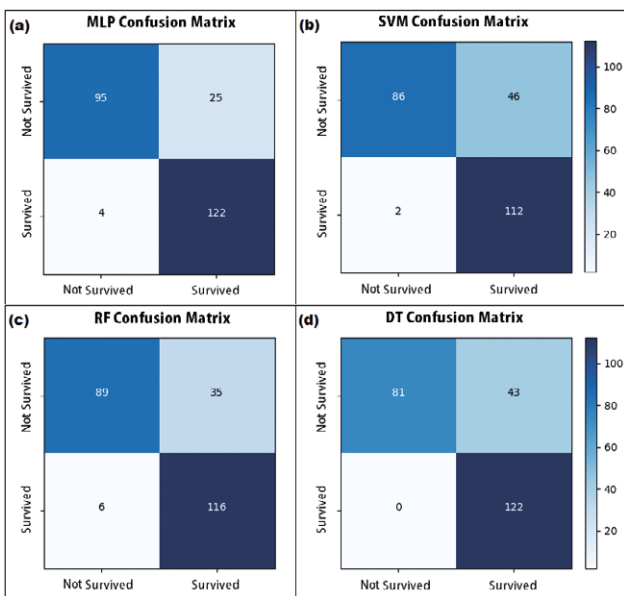 (a) MLP Confusion Matrix
Not Survived
95 25
Survived
4 122
Not Survived Survived
(b) SVM Confusion Matrix
Not Survived
86 46
Survived
2 112
Not Survived Survived
100
80
60
40
20
(c) RF Confusion Matrix
Not Survived
89 35
Survived
6 116
Not Survived Survived
(d) DT Confusion Matrix
Not Survived
81 43
Survived
0 122
Not Survived Survived
100
80
60
40
20